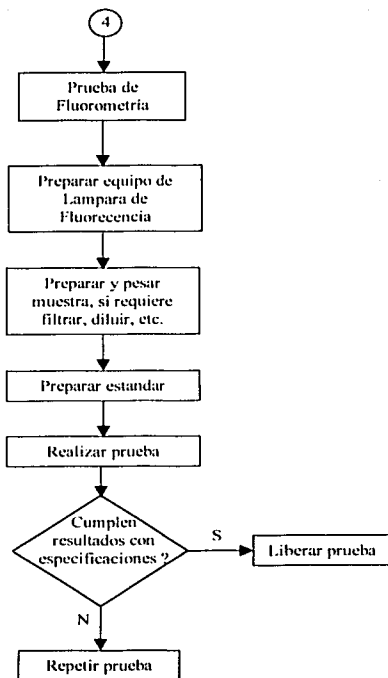 4
Prueba de
Fluorometría
Preparar equipo de
Lampara de
Fluorecencia
Preparar y pesar
muestra, si requiere
filtrar, diluir, etc.
Preparar estandar
Realizar prueba
Cumplen
resultados con
especificaciones ?
S
Liberar prueba
N
Repetir prueba